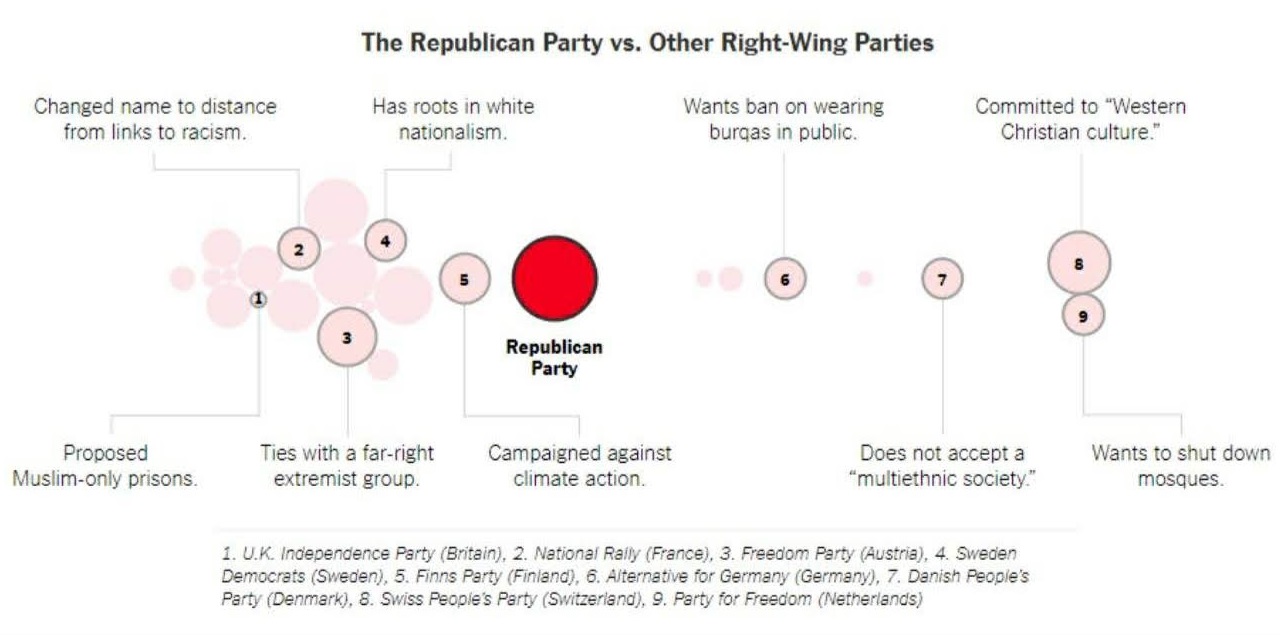 The Republican Party vs. Other Right-Wing Parties
Changed name to distance
from links to racism.
Has roots in white
nationalism.
Wants ban on wearing
burqas in public.
Committed to “Western
Christian culture.”
2
4
1
3
5
6
7
8
9
Republican
Party
Proposed
Muslim-only prisons.
Ties with a far-right
extremist group.
Campaigned against
climate action.
Does not accept a
“multiethnic society.”
Wants to shut down
mosques.
1. U.K. Independence Party (Britain), 2. National Rally (France), 3. Freedom Party (Austria), 4. Sweden
Democrats (Sweden), 5. Finns Party (Finland), 6. Alternative for Germany (Germany), 7. Danish People’s
Party (Denmark), 8. Swiss People’s Party (Switzerland), 9. Party for Freedom (Netherlands)